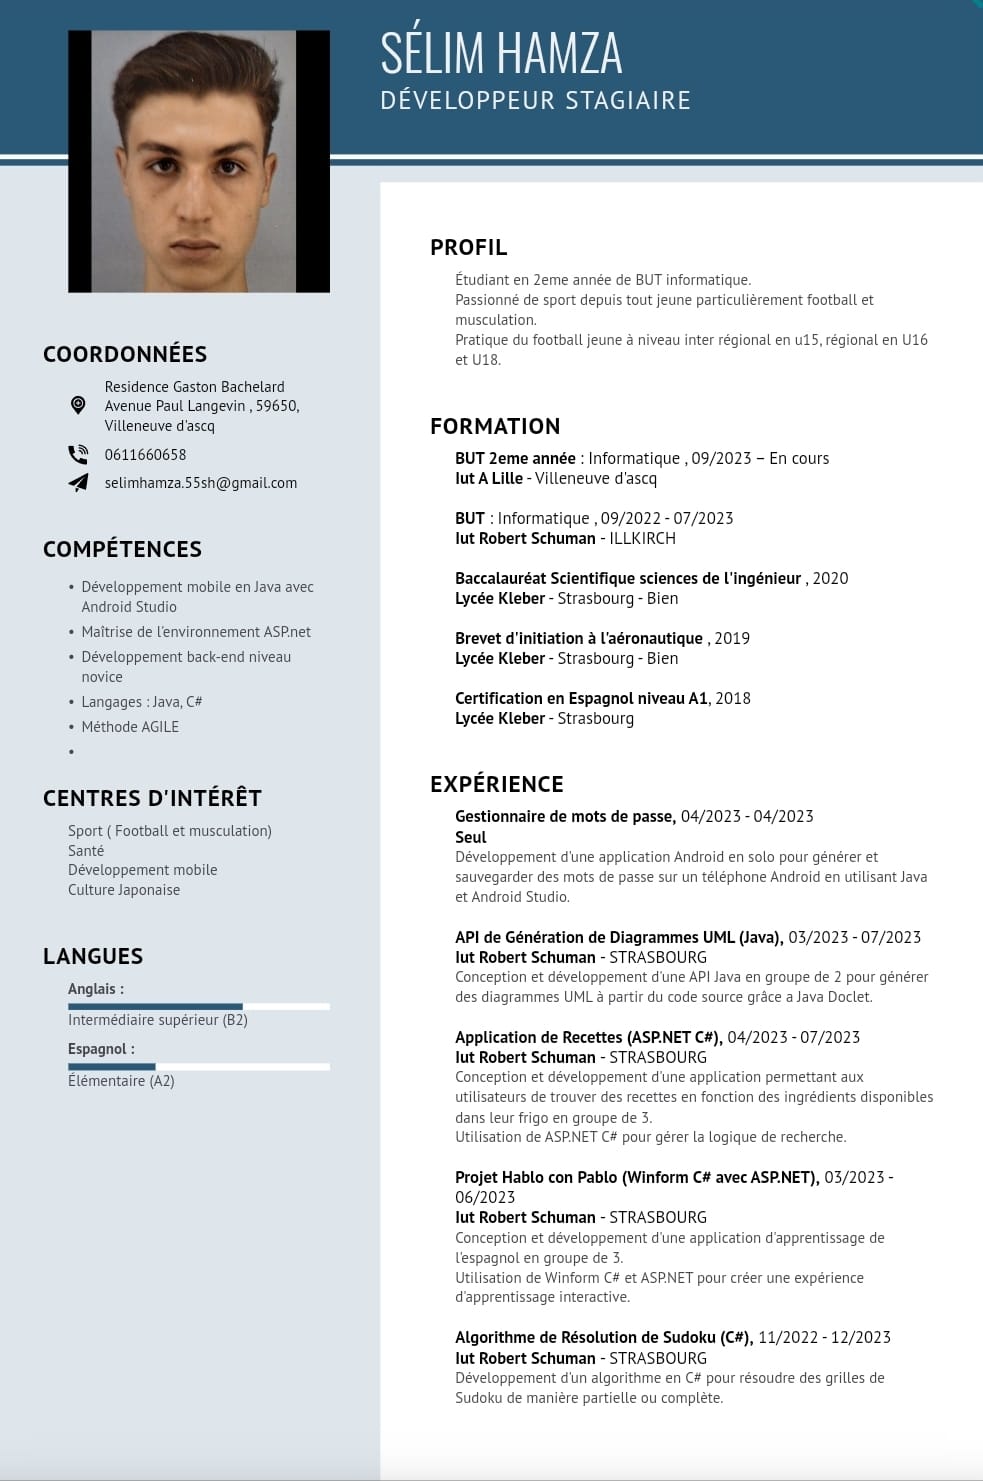 SÉLIM HAMZA
DÉVELOPPEUR STAGIAIRE
COORDONNÉES
Residence Gaston Bachelard
Avenue Paul Langevin , 59650,
Villeneuve d'ascq
0611660658
selimhamza.55sh@gmail.com
COMPÉTENCES
• Développement mobile en Java avec
Android Studio
• Maîtrise de l'environnement ASP.net
• Développement back-end niveau
novice
• Langages : Java, C#
• Méthode AGILE
•
CENTRES D'INTÉRÊT
Sport ( Football et musculation)
Santé
Développement mobile
Culture Japonaise
LANGUES
Anglais :
Intermédiaire supérieur (B2)
Espagnol :
Élémentaire (A2)
PROFIL
Étudiant en 2eme année de BUT informatique.
Passionné de sport depuis tout jeune particulièrement football et
musculation.
Pratique du football jeune à niveau inter régional en u15, régional en U16
et U18.
FORMATION
BUT 2eme année : Informatique , 09/2023 – En cours
Iut A Lille - Villeneuve d'ascq
BUT : Informatique , 09/2022 - 07/2023
Iut Robert Schuman - ILLKIRCH
Baccalauréat Scientifique sciences de l'ingénieur , 2020
Lycée Kleber - Strasbourg - Bien
Brevet d'initiation à l'aéronautique , 2019
Lycée Kleber - Strasbourg - Bien
Certification en Espagnol niveau A1, 2018
Lycée Kleber - Strasbourg
EXPÉRIENCE
Gestionnaire de mots de passe, 04/2023 - 04/2023
Seul
Développement d'une application Android en solo pour générer et
sauvegarder des mots de passe sur un téléphone Android en utilisant Java
et Android Studio.
API de Génération de Diagrammes UML (Java), 03/2023 - 07/2023
Iut Robert Schuman - STRASBOURG
Conception et développement d'une API Java en groupe de 2 pour générer
des diagrammes UML à partir du code source grâce a Java Doclet.
Application de Recettes (ASP.NET C#), 04/2023 - 07/2023
Iut Robert Schuman - STRASBOURG
Conception et développement d'une application permettant aux
utilisateurs de trouver des recettes en fonction des ingrédients disponibles
dans leur frigo en groupe de 3.
Utilisation de ASP.NET C# pour gérer la logique de recherche.
Projet Hablo con Pablo (Winform C# avec ASP.NET), 03/2023 -
06/2023
Iut Robert Schuman - STRASBOURG
Conception et développement d'une application d'apprentissage de
l'espagnol en groupe de 3.
Utilisation de Winform C# et ASP.NET pour créer une expérience
d'apprentissage interactive.
Algorithme de Résolution de Sudoku (C#), 11/2022 - 12/2023
Iut Robert Schuman - STRASBOURG
Développement d'un algorithme en C# pour résoudre des grilles de
Sudoku de manière partielle ou complète.